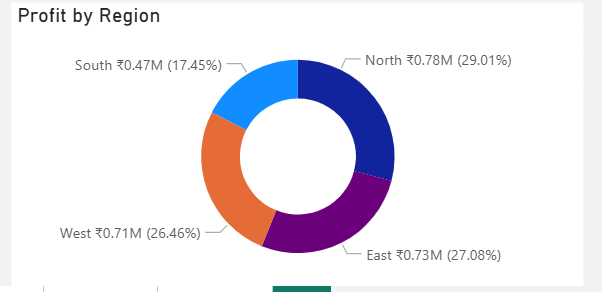 Profit by Region
South ₹0.47M (17.45%)
North ₹0.78M (29.01%)
West ₹0.71M (26.46%)
East ₹0.73M (27.08%)